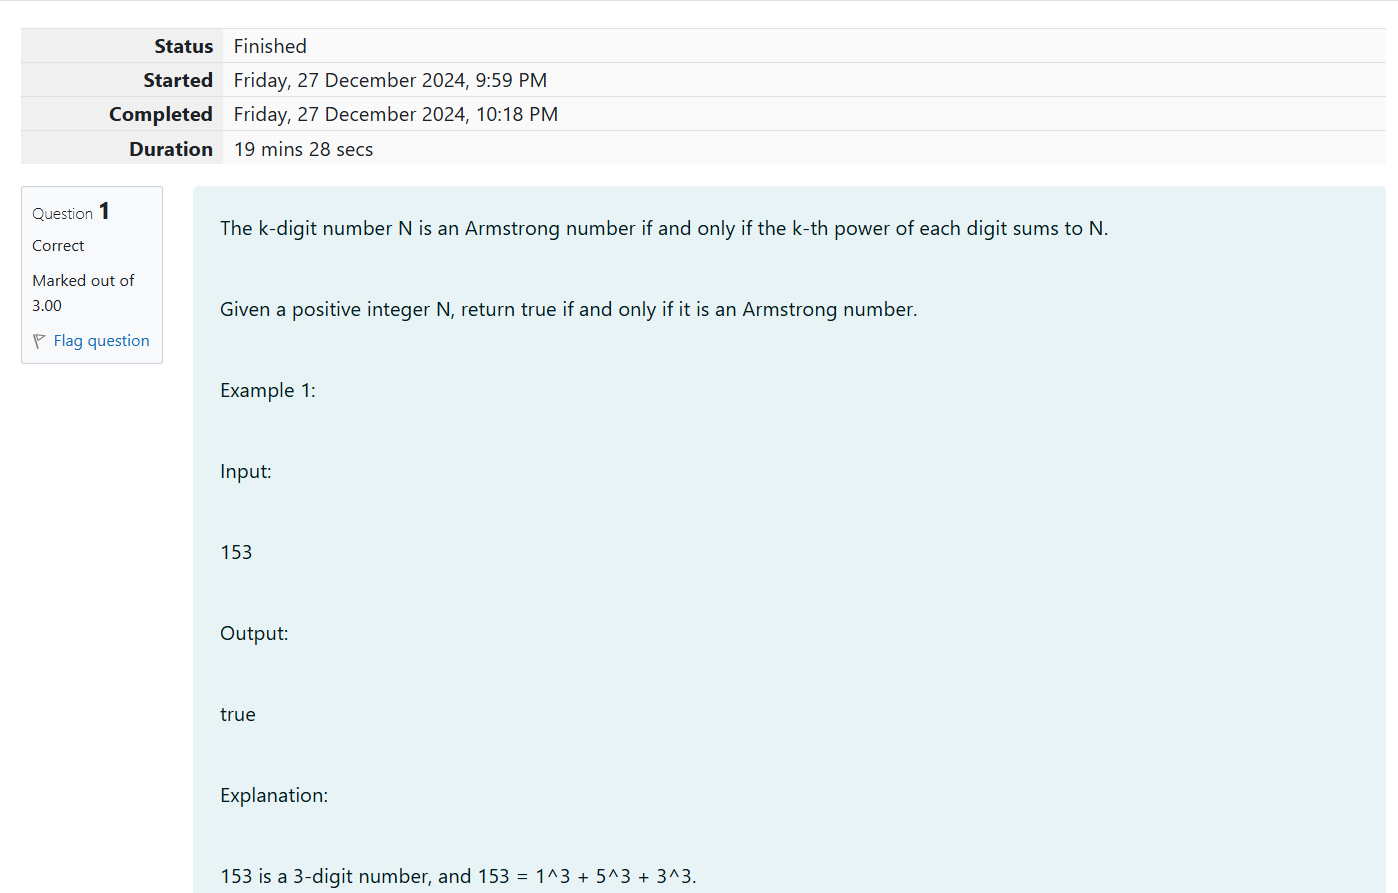 Status Finished
Started Friday, 27 December 2024, 9:59 PM
Completed Friday, 27 December 2024, 10:18 PM
Duration 19 mins 28 secs
Question 1
Correct
Marked out of
3.00
Flag question
The k-digit number N is an Armstrong number if and only if the k-th power of each digit sums to N.
Given a positive integer N, return true if and only if it is an Armstrong number.
Example 1:
Input:
153
Output:
true
Explanation:
153 is a 3-digit number, and 153 = 1^3 + 5^3 + 3^3.